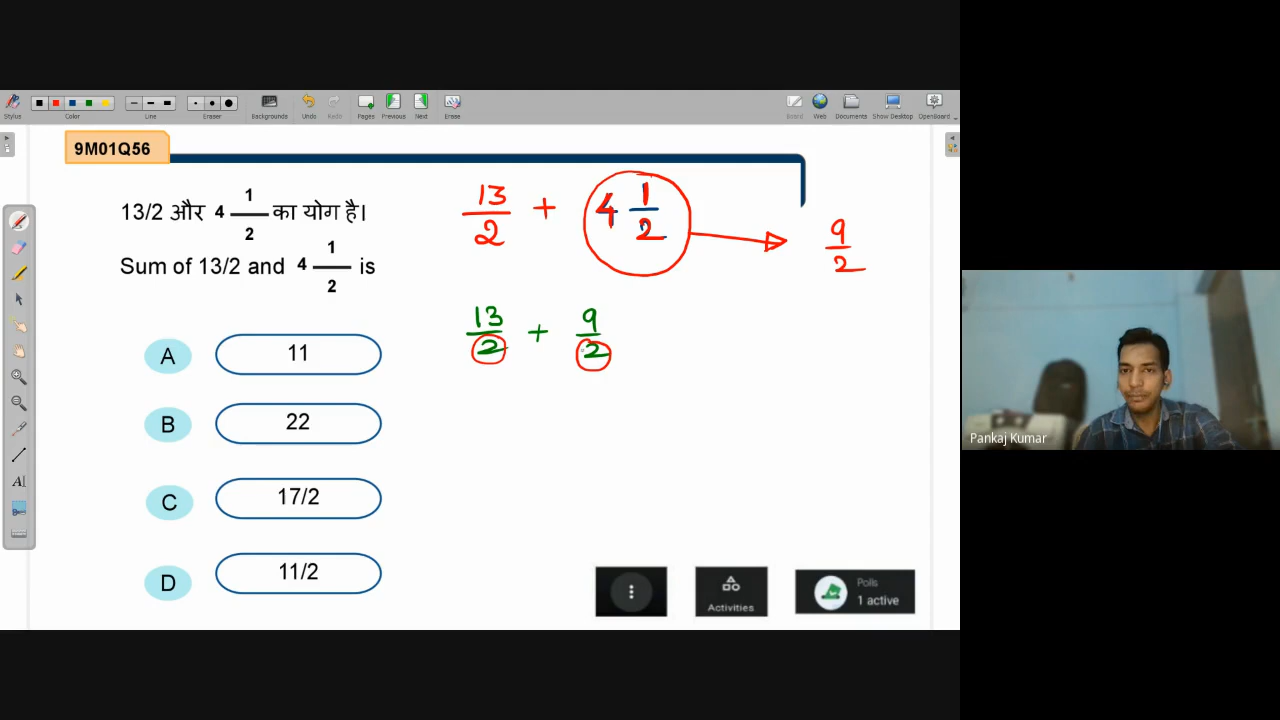 Stylus Color Line Eraser Backgrounds Undo Redo Pages Previous Next Erase Board Web Documents Show Desktop OpenBoard
9M01Q56
13/2 और 4 1/2 का योग है।
Sum of 13/2 and 4 1/2 is
A 11
B 22
C 17/2
D 11/2
13/2 + 4 1/2 → 9/2
13/2 + 9/2
Activities
Polls
1 active
Pankaj Kumar